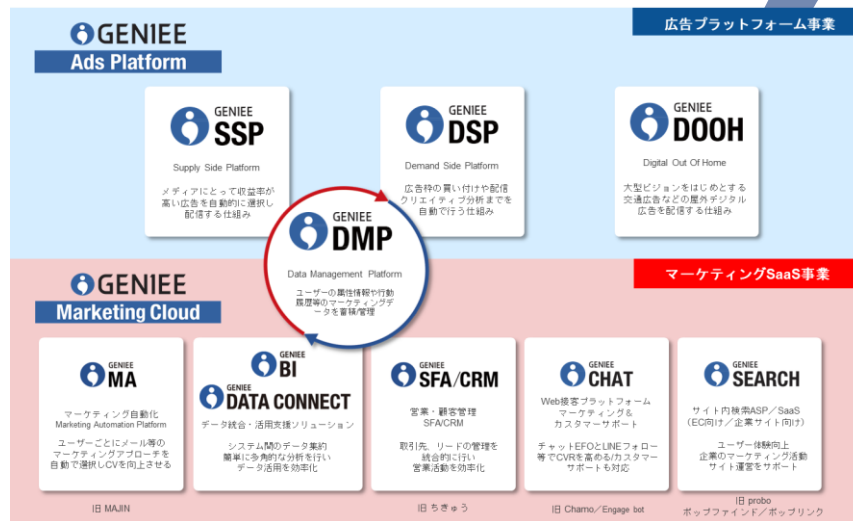 GENIEE
Ads Platform
広告プラットフォーム事業
GENIEE
SSP
Supply Side Platform
メディアにとって収益率が
高い広告を自動的に選択し
配信する仕組み
GENIEE
DSP
Demand Side Platform
広告枠の買い付けや配信
クリエイティブ分析までを
自動で行う仕組み
GENIEE
DOOH
Digital Out Of Home
大型ビジョンをはじめとする
交通広告などの屋外デジタル
広告を配信する仕組み
GENIEE
DMP
Data Management Platform
ユーザーの属性情報や行動
履歴等のマーケティングデ
ータを蓄積/管理
GENIEE
Marketing Cloud
マーケティングSaaS事業
GENIEE
MA
マーケティング自動化
Marketing Automation Platform
ユーザーごとにメール等の
マーケティングアプローチを
自動で選択しCVを向上させる
旧 MAJIN
GENIEE
BI
GENIEE
DATA CONNECT
データ統合・活用支援ソリューション
システム間のデータ集約
簡単に多角的な分析を行い
データ活用を効率化
GENIEE
SFA/CRM
営業・顧客管理
SFA/CRM
取引先、リードの管理を
統合的に行い
営業活動を効率化
旧 ちきゅう
GENIEE
CHAT
Web接客プラットフォーム
マーケティング&
カスタマーサポート
チャットEFOとLINEフォロー
等でCVRを高める/カスタマー
サポートも対応
旧 Chamo/Engage bot
GENIEE
SEARCH
サイト内検索ASP/SaaS
(EC向け/企業サイト向け)
ユーザー体験向上
企業のマーケティング活動
サイト運営をサポート
旧 probo
ポップファインド/ポップリンク